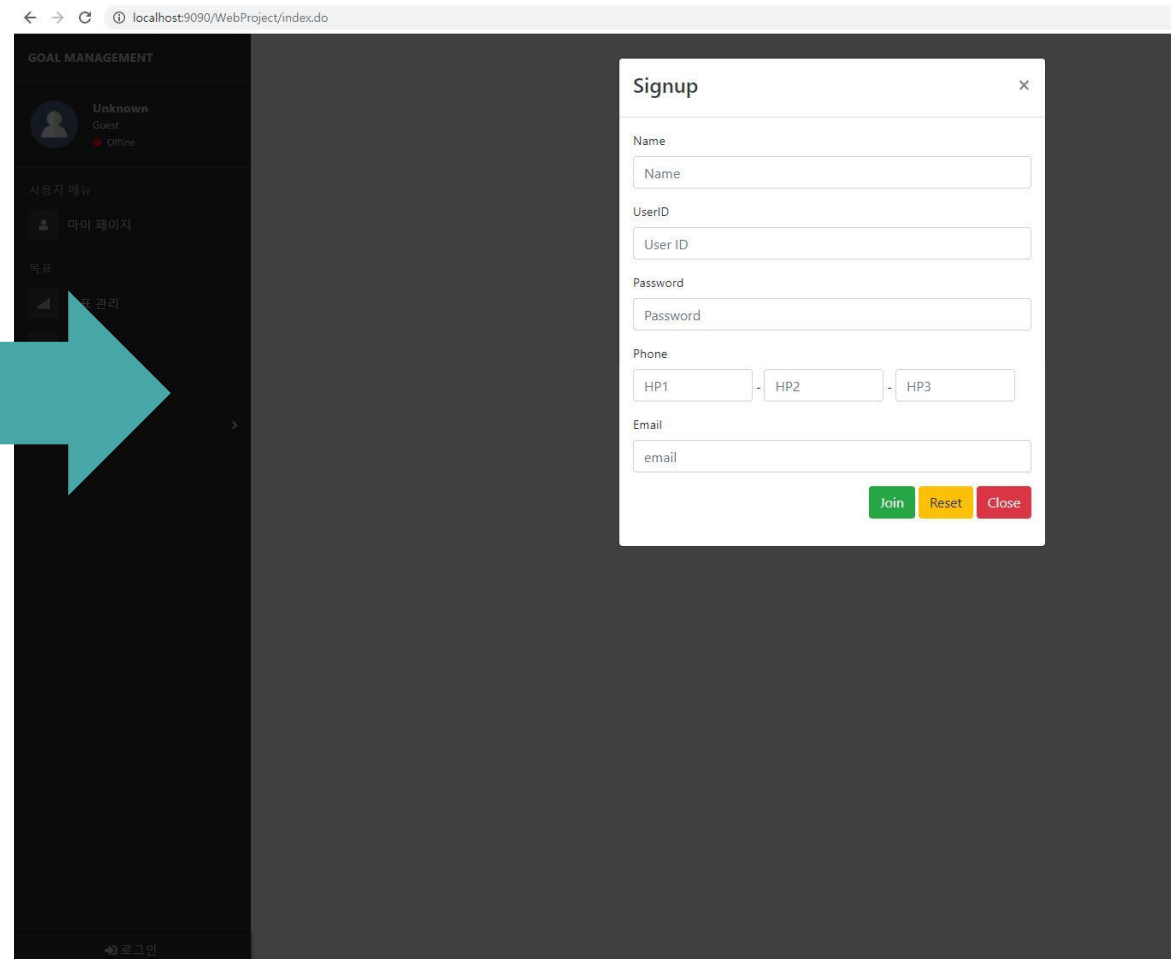 localhost:9090/WebProject/index.do
GOAL MANAGEMENT
Unknown
Guest
Offline
사용자 메뉴
마이 페이지
목표
관리
로그인
Signup ×
Name
Name
UserID
User ID
Password
Password
Phone
HP1 - HP2 - HP3
Email
email
Join Reset Close